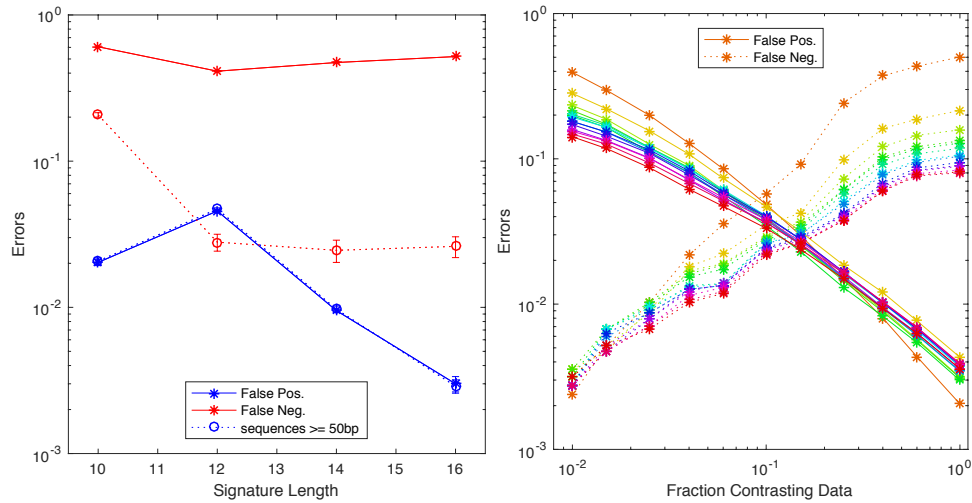 10^0
10^-1
10^-2
10^-3
Errors
10 11 12 13 14 15 16
Signature Length
False Pos.
False Neg.
sequences >= 50bp
10^0
10^-1
10^-2
10^-3
Errors
10^-2 10^-1 10^0
Fraction Contrasting Data
False Pos.
False Neg.